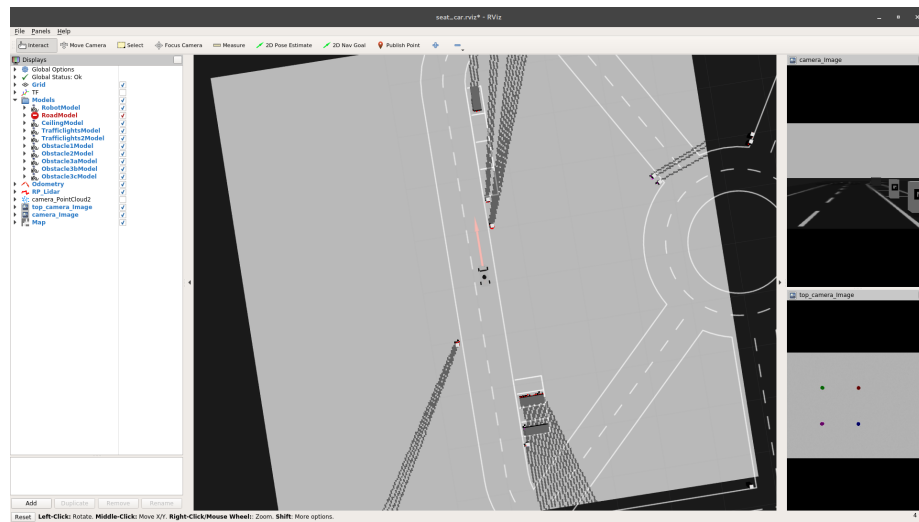 seat_car.rviz* - RViz
File Panels Help
Interact Move Camera Select Focus Camera Measure 2D Pose Estimate 2D Nav Goal Publish Point
Displays
Global Options
Global Status: Ok
Grid
TF
Models
RobotModel
RoadModel
CeilingModel
TrafficlightsModel
Trafficlights2Model
Obstacle1Model
Obstacle2Model
Obstacle3aModel
Obstacle3bModel
Obstacle3cModel
Odometry
RP_Lidar
camera_PointCloud2
top_camera_Image
camera_Image
Map
Add Duplicate Remove Rename
Reset Left-Click: Rotate. Middle-Click: Move X/Y. Right-Click/Mouse Wheel:: Zoom. Shift: More options.
camera_Image
top_camera_Image